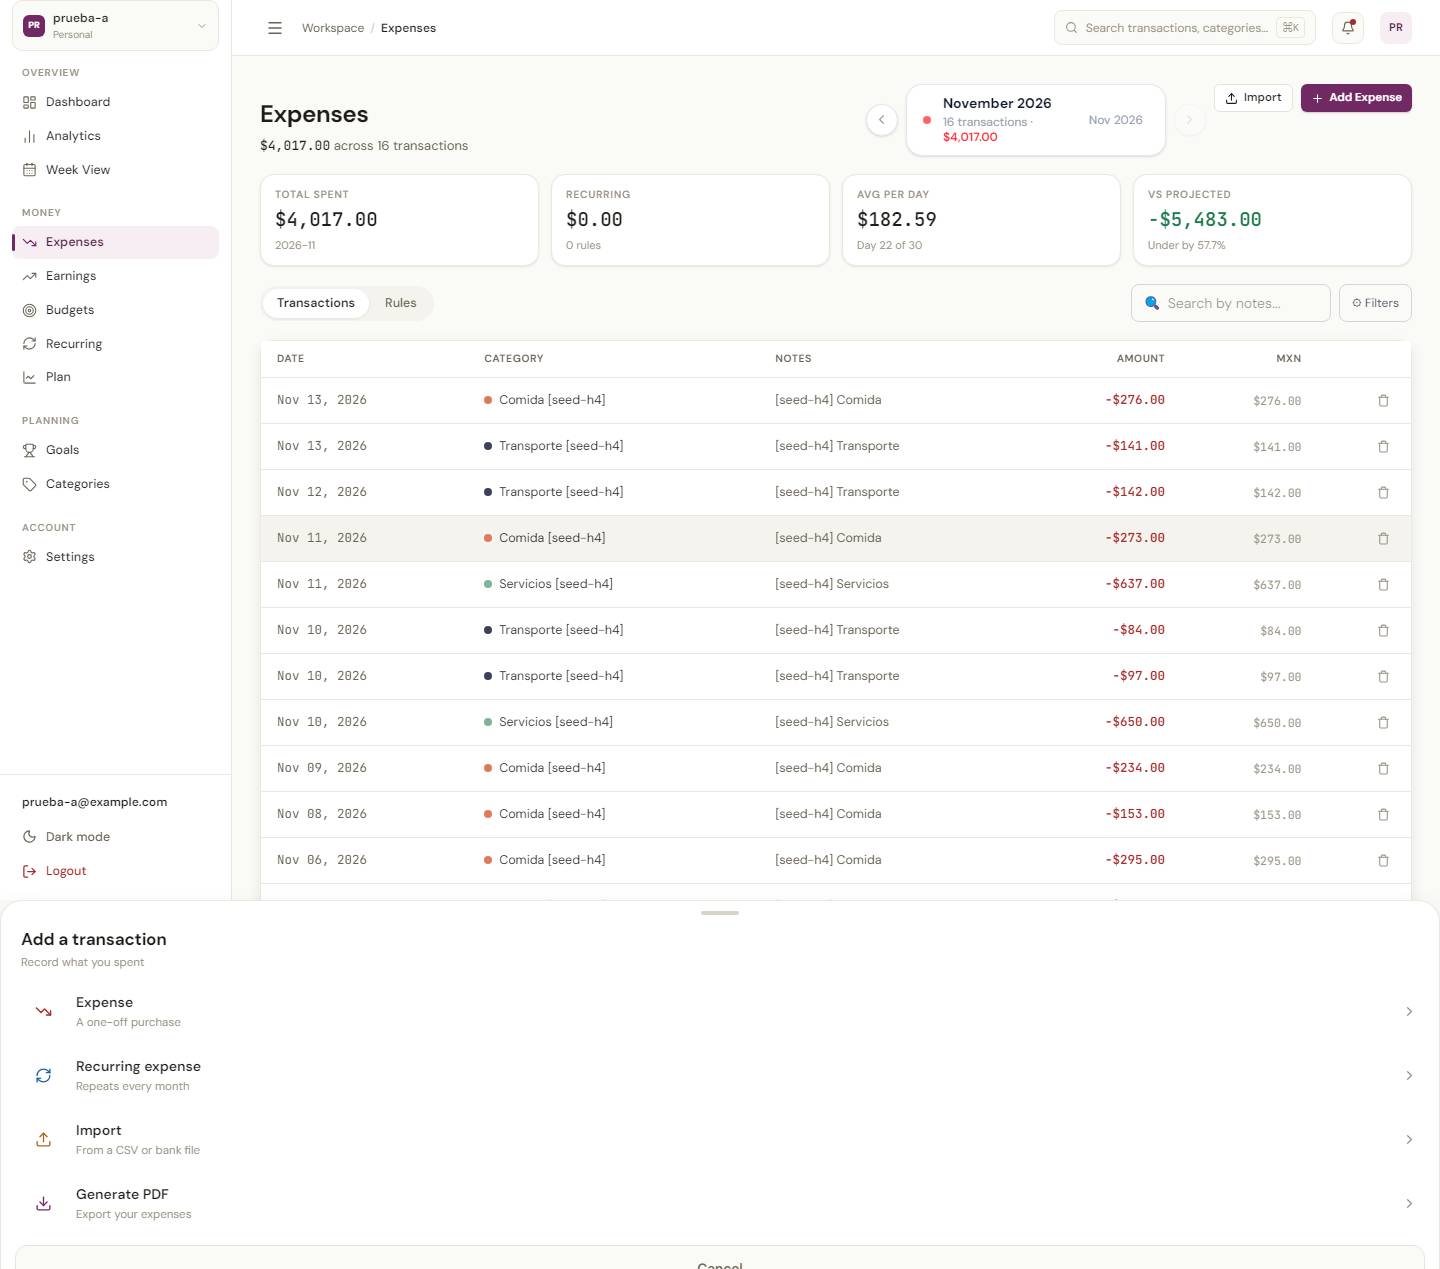 PR
prueba-a
Personal
OVERVIEW
Dashboard
Analytics
Week View
MONEY
Expenses
Earnings
Budgets
Recurring
Plan
PLANNING
Goals
Categories
ACCOUNT
Settings
prueba-a@example.com
Dark mode
Logout
Workspace / Expenses
Search transactions, categories... ⌘K
PR
Expenses
$4,017.00 across 16 transactions
November 2026
16 transactions ·
$4,017.00
Nov 2026
Import
+ Add Expense
TOTAL SPENT
$4,017.00
2026-11
RECURRING
$0.00
0 rules
AVG PER DAY
$182.59
Day 22 of 30
VS PROJECTED
-$5,483.00
Under by 57.7%
Transactions Rules
Search by notes...
Filters
DATE CATEGORY NOTES AMOUNT MXN
Nov 13, 2026 Comida [seed-h4] [seed-h4] Comida -$276.00 $276.00
Nov 13, 2026 Transporte [seed-h4] [seed-h4] Transporte -$141.00 $141.00
Nov 12, 2026 Transporte [seed-h4] [seed-h4] Transporte -$142.00 $142.00
Nov 11, 2026 Comida [seed-h4] [seed-h4] Comida -$273.00 $273.00
Nov 11, 2026 Servicios [seed-h4] [seed-h4] Servicios -$637.00 $637.00
Nov 10, 2026 Transporte [seed-h4] [seed-h4] Transporte -$84.00 $84.00
Nov 10, 2026 Transporte [seed-h4] [seed-h4] Transporte -$97.00 $97.00
Nov 10, 2026 Servicios [seed-h4] [seed-h4] Servicios -$650.00 $650.00
Nov 09, 2026 Comida [seed-h4] [seed-h4] Comida -$234.00 $234.00
Nov 08, 2026 Comida [seed-h4] [seed-h4] Comida -$153.00 $153.00
Nov 06, 2026 Comida [seed-h4] [seed-h4] Comida -$295.00 $295.00
Add a transaction
Record what you spent
Expense
A one-off purchase
Recurring expense
Repeats every month
Import
From a CSV or bank file
Generate PDF
Export your expenses
Cancel